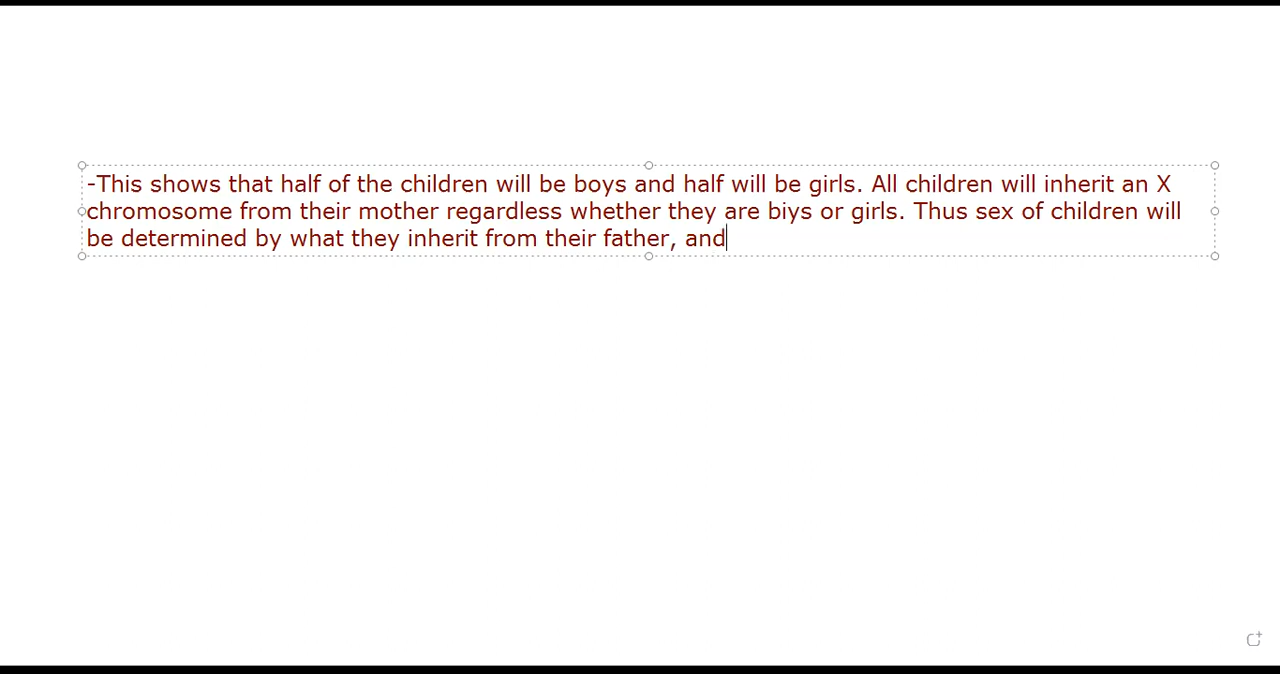 -This shows that half of the children will be boys and half will be girls. All children will inherit an X
chromosome from their mother regardless whether they are biys or girls. Thus sex of children will
be determined by what they inherit from their father, and